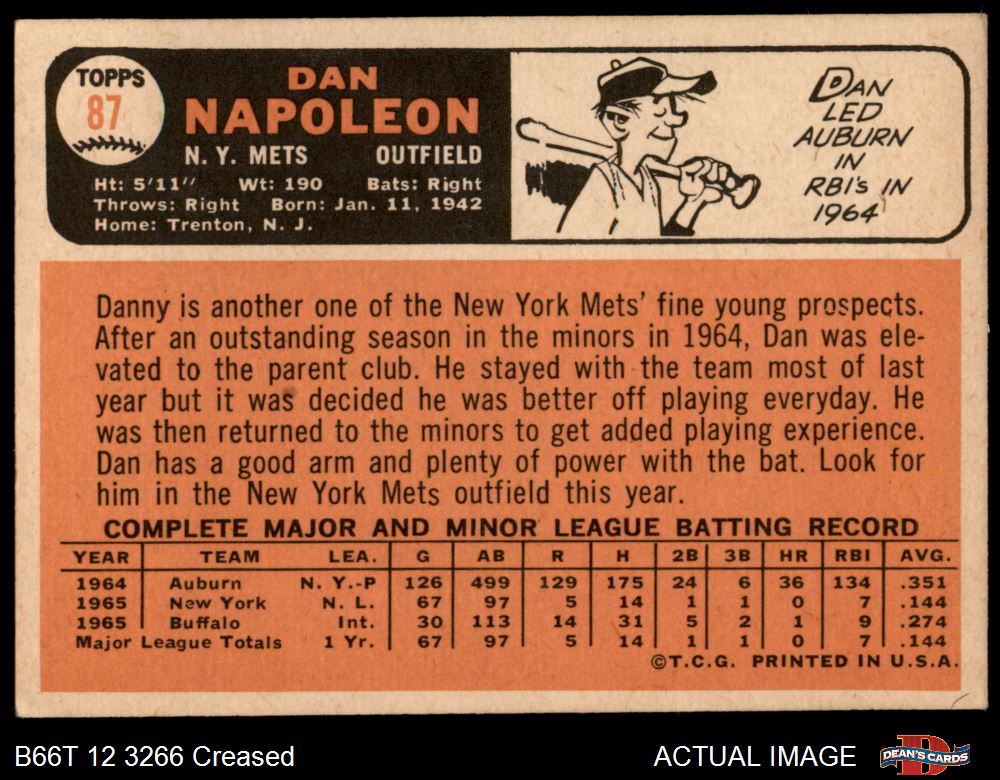 TOPPS
87
DAN
NAPOLEON
N. Y. METS OUTFIELD
Ht: 5'11" Wt: 190 Bats: Right
Throws: Right Born: Jan. 11, 1942
Home: Trenton, N. J.
DAN
LED
AUBURN
IN
RBI's IN
1964
Danny is another one of the New York Mets' fine young prospects.
After an outstanding season in the minors in 1964, Dan was ele-
vated to the parent club. He stayed with the team most of last
year but it was decided he was better off playing everyday. He
was then returned to the minors to get added playing experience.
Dan has a good arm and plenty of power with the bat. Look for
him in the New York Mets outfield this year.
COMPLETE MAJOR AND MINOR LEAGUE BATTING RECORD
YEAR TEAM LEA. G AB R H 2B 3B HR RBI AVG.
1964 Auburn N. Y.-P 126 499 129 175 24 6 36 134 .351
1965 New York N. L. 67 97 5 14 1 1 0 7 .144
1965 Buffalo Int. 30 113 14 31 5 2 1 9 .274
Major League Totals 1 Yr. 67 97 5 14 1 1 0 7 .144
©T.C.G. PRINTED IN U.S.A.
B66T 12 3266 Creased
ACTUAL IMAGE
D
DEAN'S CARDS